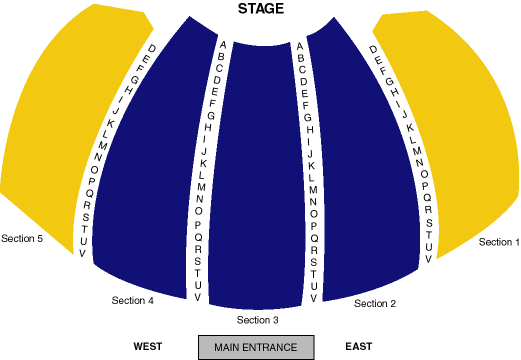 STAGE
D
E
F
G
H
I
J
K
L
M
N
O
P
Q
R
S
T
U
V
A
B
C
D
E
F
G
H
I
J
K
L
M
N
O
P
Q
R
S
T
U
V
A
B
C
D
E
F
G
H
I
J
K
L
M
N
O
P
Q
R
S
T
U
V
D
E
F
G
H
I
J
K
L
M
N
O
P
Q
R
S
T
U
V
Section 5
Section 4
Section 3
Section 2
Section 1
WEST
MAIN ENTRANCE
EAST